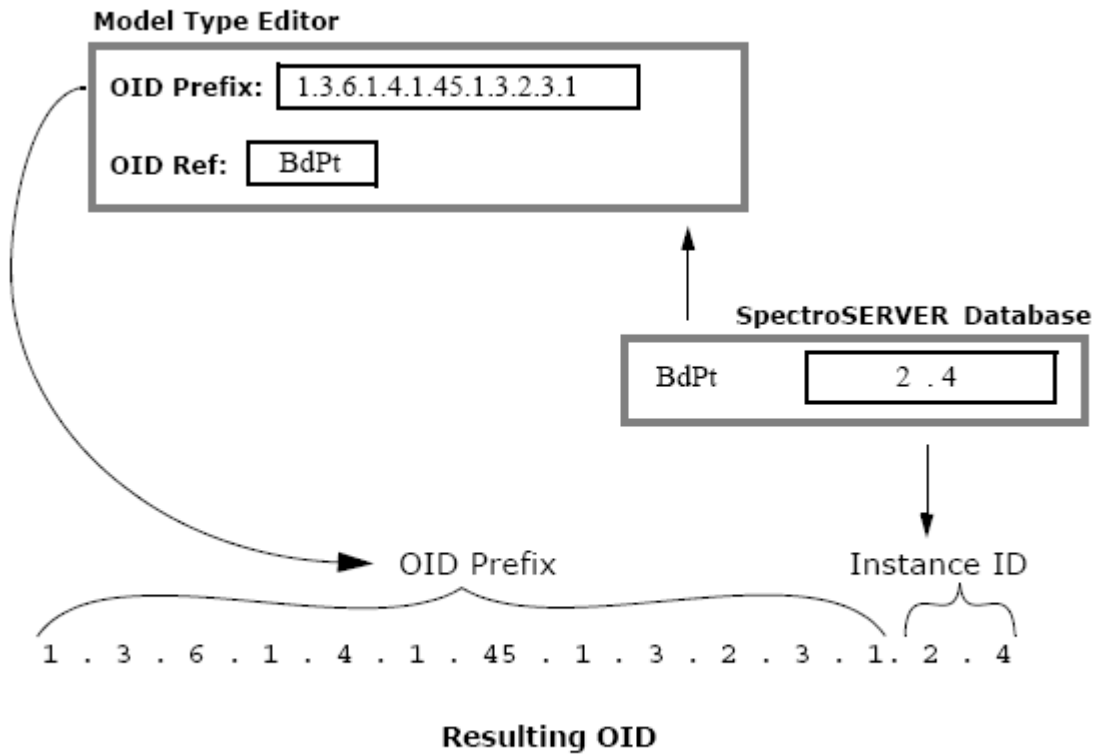 Model Type Editor
OID Prefix: 1.3.6.1.4.1.45.1.3.2.3.1
OID Ref: BdPt
SpectroSERVER Database
BdPt 2 . 4
OID Prefix Instance ID
1 . 3 . 6 . 1 . 4 . 1 . 45 . 1 . 3 . 2 . 3 . 1. 2 . 4
Resulting OID